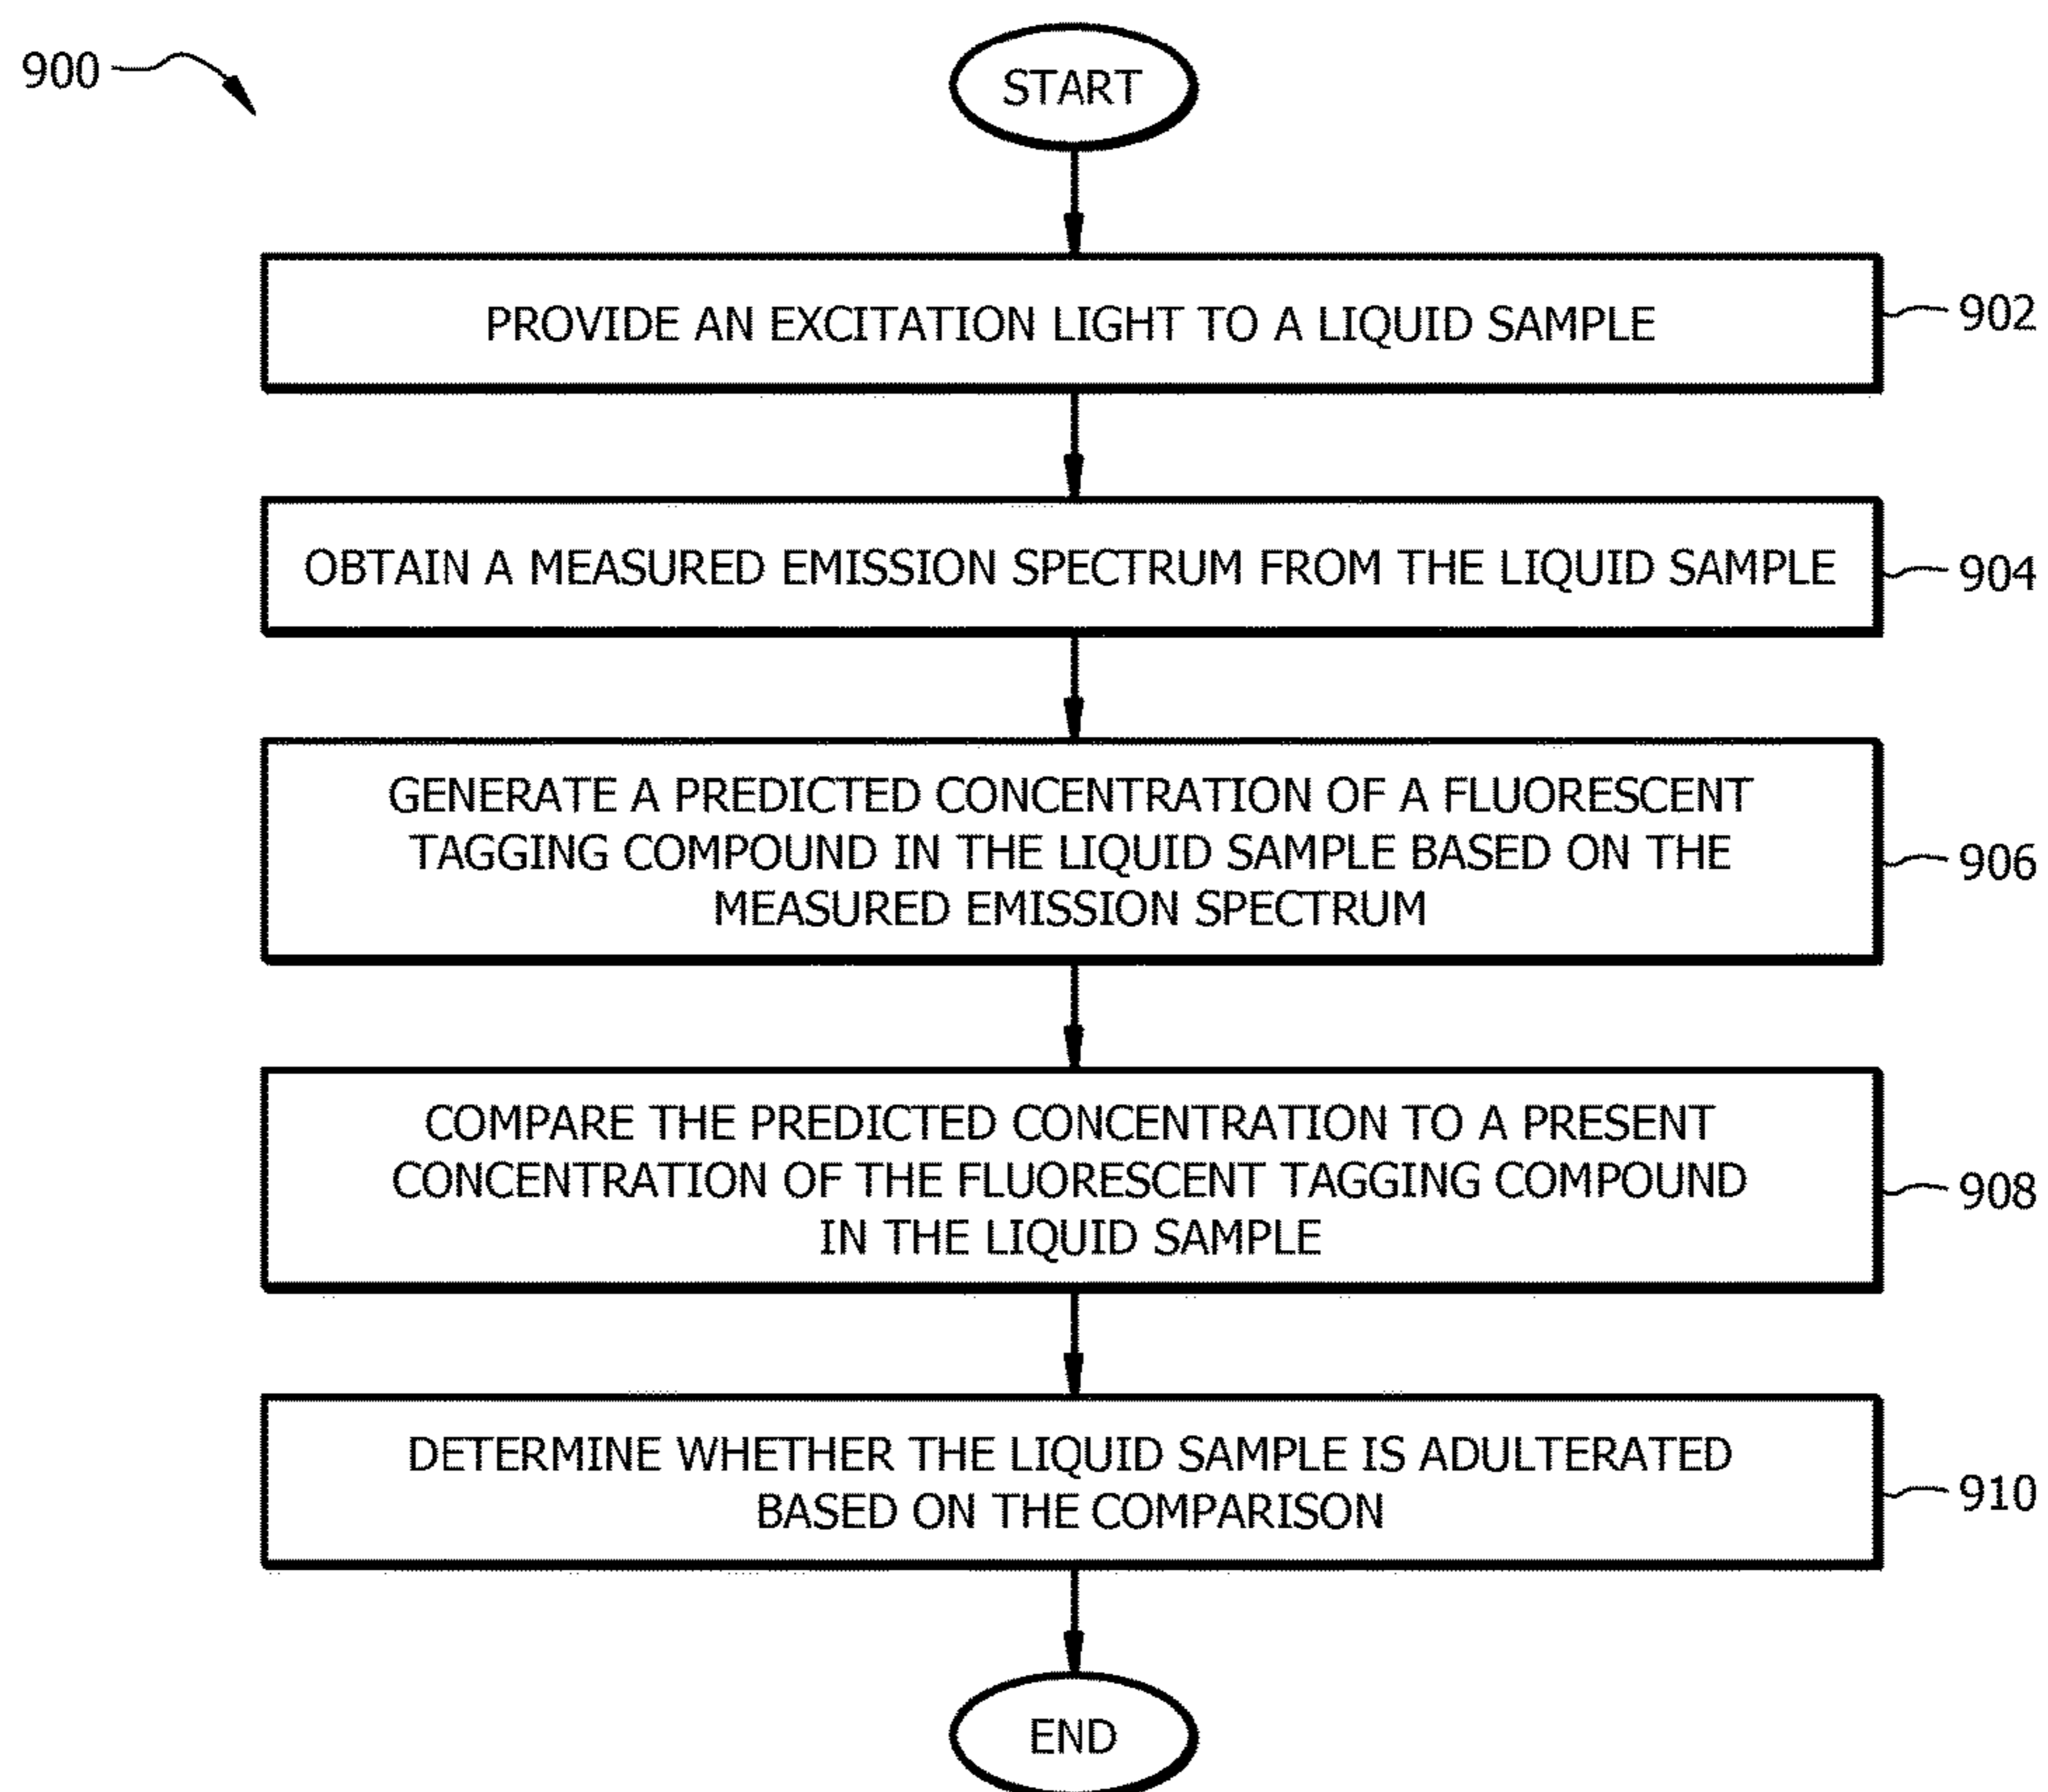 900
START
PROVIDE AN EXCITATION LIGHT TO A LIQUID SAMPLE
902
OBTAIN A MEASURED EMISSION SPECTRUM FROM THE LIQUID SAMPLE
904
GENERATE A PREDICTED CONCENTRATION OF A FLUORESCENT
TAGGING COMPOUND IN THE LIQUID SAMPLE BASED ON THE
MEASURED EMISSION SPECTRUM
906
COMPARE THE PREDICTED CONCENTRATION TO A PRESENT
CONCENTRATION OF THE FLUORESCENT TAGGING COMPOUND
IN THE LIQUID SAMPLE
908
DETERMINE WHETHER THE LIQUID SAMPLE IS ADULTERATED
BASED ON THE COMPARISON
910
END